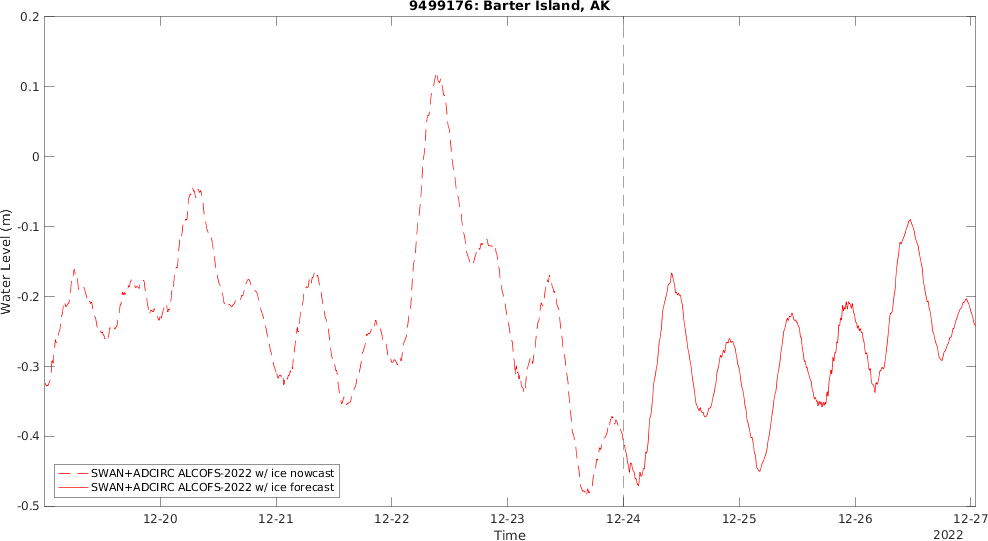 9499176: Barter Island, AK
0.2
0.1
0
-0.1
-0.2
-0.3
-0.4
-0.5
Water Level (m)
SWAN+ADCIRC ALCOFS-2022 w/ ice nowcast
SWAN+ADCIRC ALCOFS-2022 w/ ice forecast
12-20 12-21 12-22 12-23 12-24 12-25 12-26 12-27
Time
2022